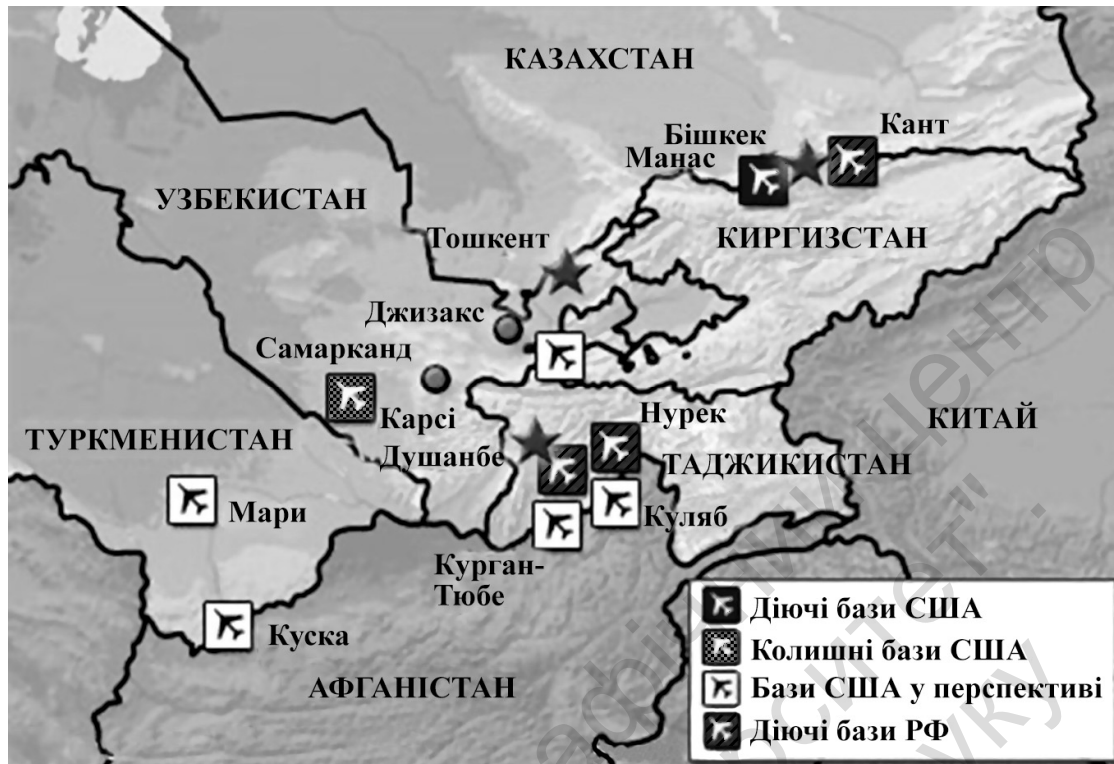 КАЗАХСТАН
Бішкек
Кант
Манас
УЗБЕКИСТАН
КИРГИЗСТАН
Тошкент
Джизакс
Самарканд
Карсі
Нурек
КИТАЙ
ТУРКМЕНИСТАН
Душанбе
ТАДЖИКИСТАН
Мари
Куляб
Курган-
Тюбе
Куска
АФГАНІСТАН
Діючі бази США
Колишні бази США
Бази США у перспективі
Діючі бази РФ
центр